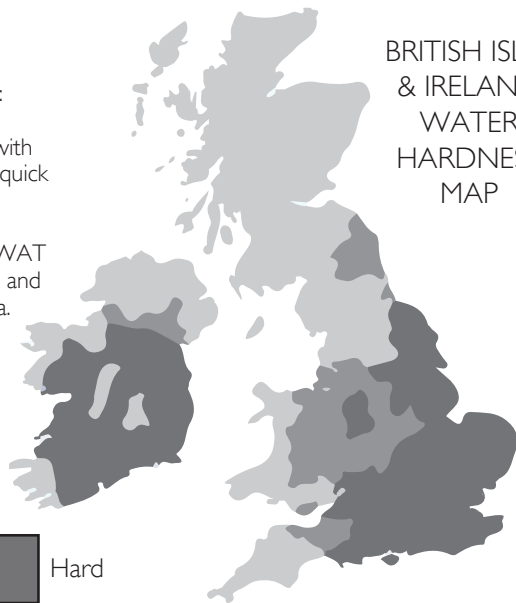 :
with
quick
WAT
and
a.
BRITISH ISL
& IRELAN
WATER
HARDNES
MAP
Hard